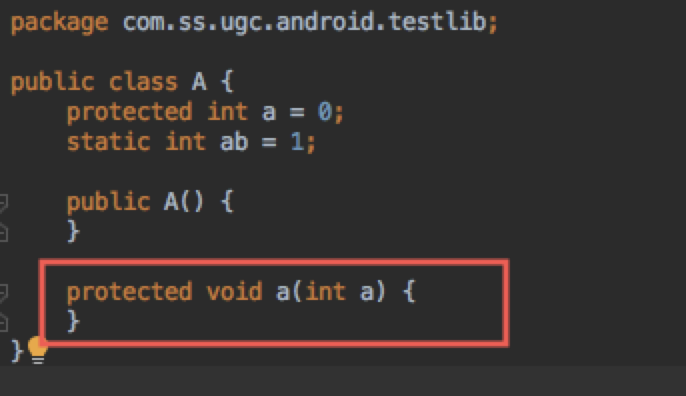 package com.ss.ugc.android.testlib;
public class A {
protected int a = 0;
static int ab = 1;
public A() {
}
protected void a(int a) {
}
}